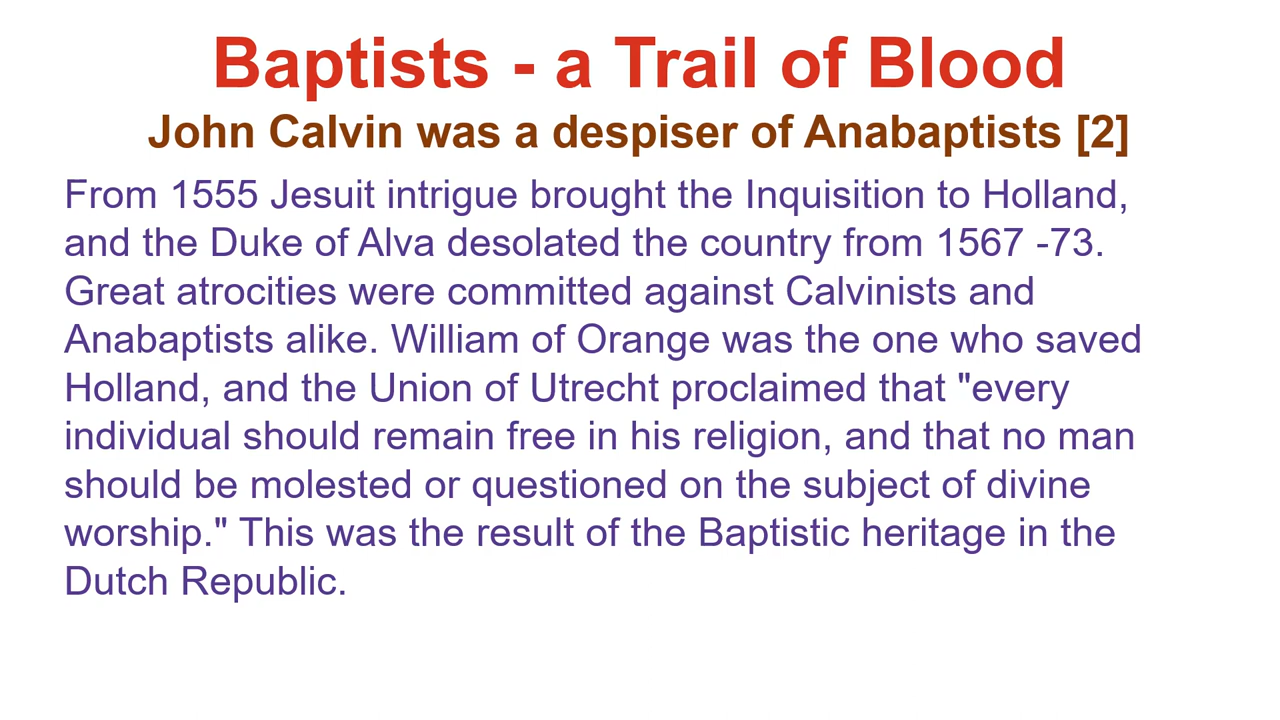 Baptists - a Trail of Blood
John Calvin was a despiser of Anabaptists [2]
From 1555 Jesuit intrigue brought the Inquisition to Holland,
and the Duke of Alva desolated the country from 1567 -73.
Great atrocities were committed against Calvinists and
Anabaptists alike. William of Orange was the one who saved
Holland, and the Union of Utrecht proclaimed that "every
individual should remain free in his religion, and that no man
should be molested or questioned on the subject of divine
worship." This was the result of the Baptistic heritage in the
Dutch Republic.